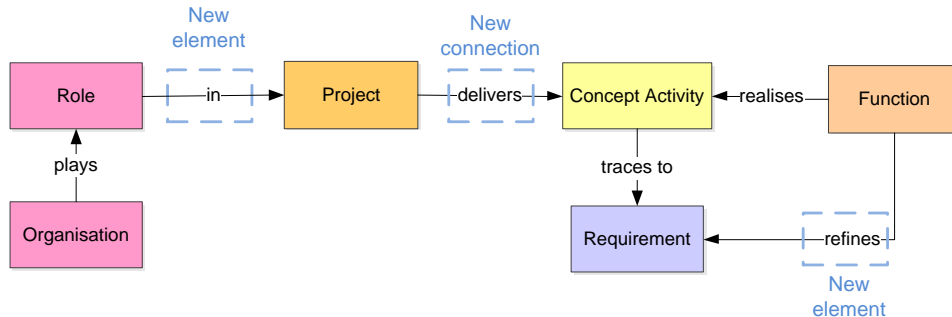 New
element
New
connection
Role
in
Project
delivers
Concept Activity
realises
Function
plays
traces to
Organisation
Requirement
refines
New
element